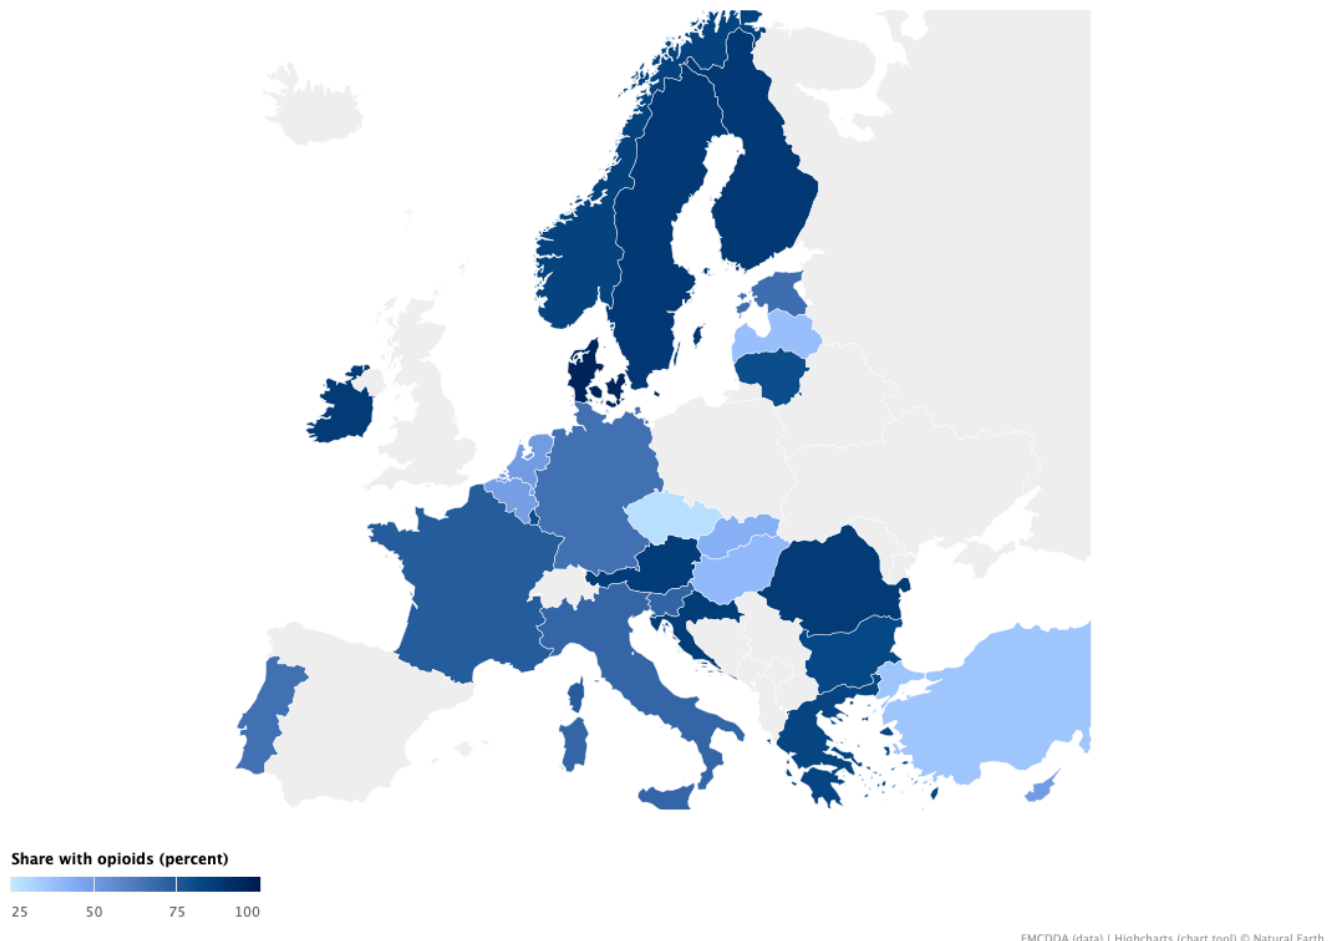 Share with opioids (percent)
25 50 75 100
EMCDDA (data) | Highcharts (chart tool) © Natural Earth